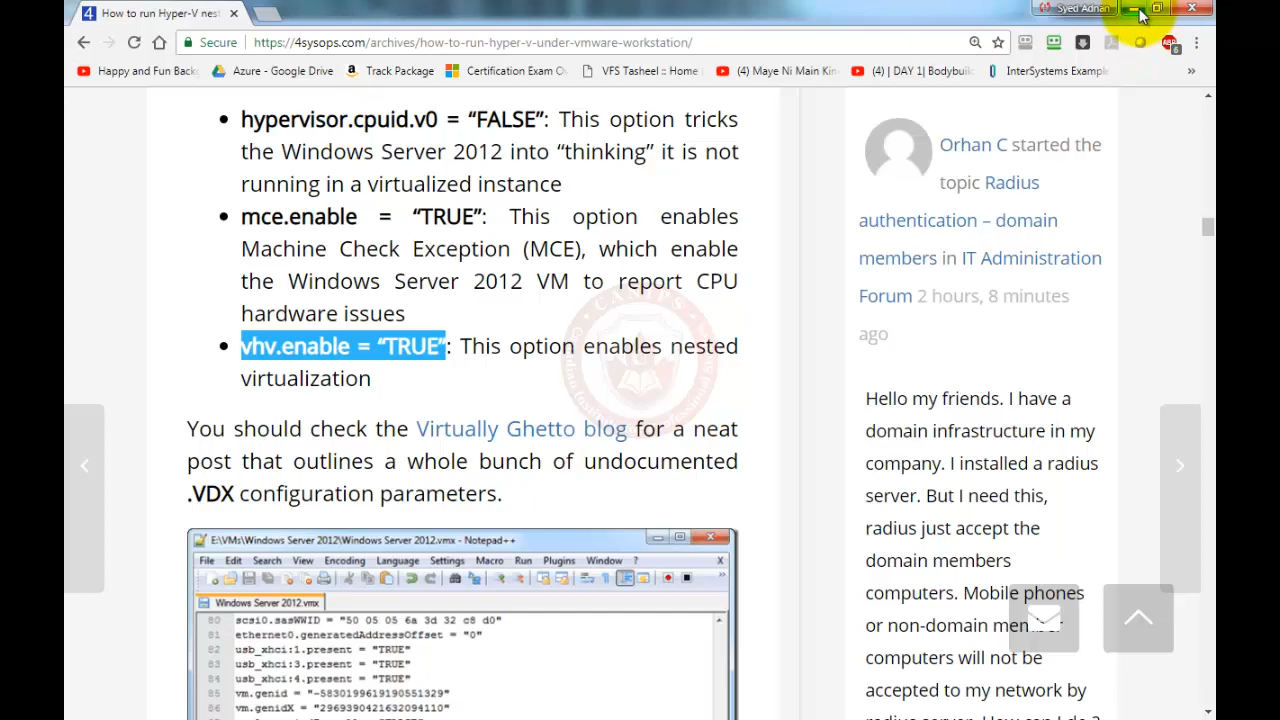 How to run Hyper-V nest
Syed Adnan
Secure
https://4sysops.com/archives/how-to-run-hyper-v-under-vmware-workstation/
6
Happy and Fun Back
Azure - Google Drive
Track Package
Certification Exam O
VFS Tasheel :: Home
(4) Maye Ni Main Kin
(4) | DAY 1| Bodybuil
InterSystems Example
»
hypervisor.cpuid.v0 = “FALSE”: This option tricks
the Windows Server 2012 into “thinking” it is not
running in a virtualized instance
mce.enable = “TRUE”: This option enables
Machine Check Exception (MCE), which enable
the Windows Server 2012 VM to report CPU
hardware issues
vhv.enable = “TRUE”: This option enables nested
virtualization
You should check the Virtually Ghetto blog for a neat
post that outlines a whole bunch of undocumented
.VDX configuration parameters.
E:\VMs\Windows Server 2012\Windows Server 2012.vmx - Notepad++
File Edit Search View Encoding Language Settings Macro Run Plugins Window ? X
Windows Server 2012.vmx
80 scsi0.sasWWID = "50 05 05 6a 3d 32 c8 d0"
81 ethernet0.generatedAddressOffset = "0"
82 usb_xhci:1.present = "TRUE"
83 usb_xhci:3.present = "TRUE"
84 usb_xhci:4.present = "TRUE"
85 vm.genid = "-5830199619190551329"
86 vm.genidX = "2969390421632094110"
Orhan C started the
topic Radius
authentication – domain
members in IT Administration
Forum 2 hours, 8 minutes
ago
Hello my friends. I have a
domain infrastructure in my
company. I installed a radius
server. But I need this,
radius just accept the
domain members
computers. Mobile phones
or non-domain member
computers will not be
accepted to my network by
radius server. How can I do ?